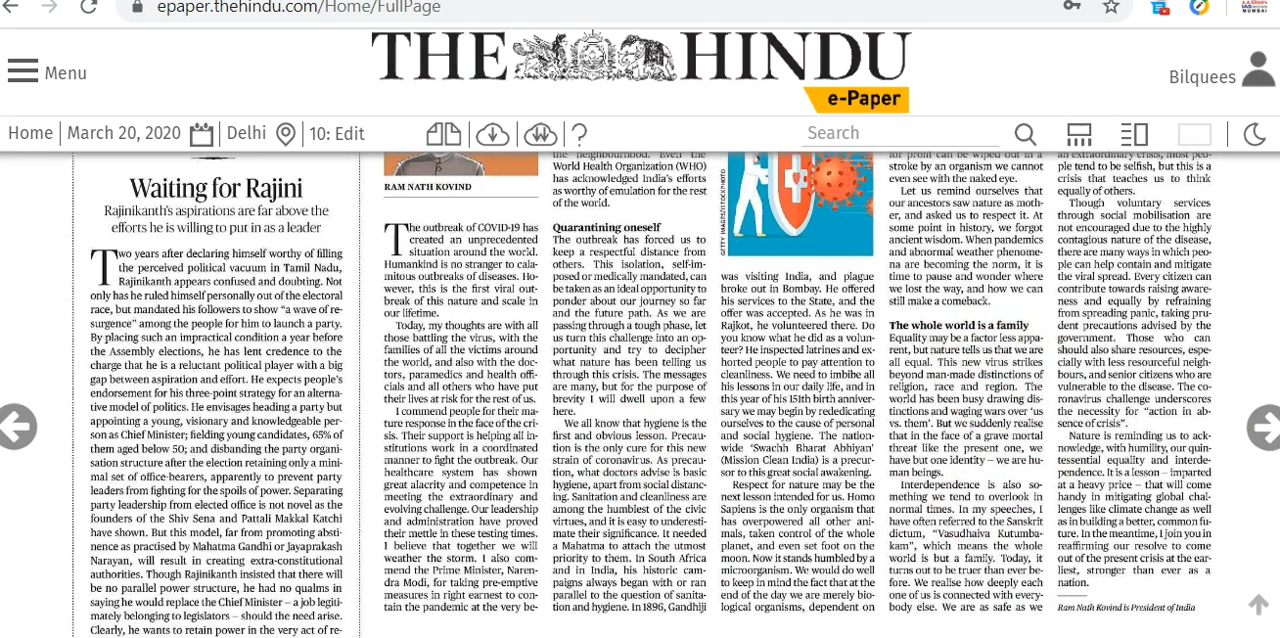 epaper.thehindu.com/Home/FullPage
THE HINDU
e-Paper
Menu
Bilquees
Home | March 20, 2020
Delhi
10: Edit
?
Search
Waiting for Rajini
Rajinikanth's aspirations are far above the
efforts he is willing to put in as a leader
Two years after declaring himself worthy of filling
the perceived political vacuum in Tamil Nadu,
Rajinikanth appears confused and doubting. Not
only has he ruled himself personally out of the electoral
race, but mandated his followers to show “a wave of re-
surgence” among the people for him to launch a party.
By placing such an impractical condition a year before
the Assembly elections, he has lent credence to the
charge that he is a reluctant political player with a big
gap between aspiration and effort. He expects people's
endorsement for his three-point strategy for an alterna-
tive model of politics. He envisages heading a party but
appointing a young, visionary and knowledgeable per-
son as Chief Minister; fielding young candidates, 65% of
them aged below 50; and disbanding the party organi-
sation structure after the election retaining only a mini-
mal set of office-bearers, apparently to prevent party
leaders from fighting for the spoils of power. Separating
party leadership from elected office is not novel as the
founders of the Shiv Sena and Pattali Makkal Katchi
have shown. But this model, far from promoting absti-
nence as practised by Mahatma Gandhi or Jayaprakash
Narayan, will result in creating extra-constitutional
authorities. Though Rajinikanth insisted that there will
be no parallel power structure, he had no qualms in
saying he would replace the Chief Minister – a job legiti-
mately belonging to legislators – should the need arise.
Clearly, he wants to retain power in the very act of re-
RAM NATH KOVIND
The outbreak of COVID-19 has
created an unprecedented
situation around the world.
Humankind is no stranger to cala-
mitous outbreaks of diseases. Ho-
wever, this is the first viral out-
break of this nature and scale in
our lifetime.
Today, my thoughts are with all
those battling the virus, with the
families of all the victims around
the world, and also with the doc-
tors, paramedics and health offi-
cials and all others who have put
their lives at risk for the rest of us.
I commend people for their ma-
ture response in the face of the cri-
sis. Their support is helping all in-
stitutions work in a coordinated
manner to fight the outbreak. Our
healthcare system has shown
great alacrity and competence in
meeting the extraordinary and
evolving challenge. Our leadership
and administration have proved
their mettle in these testing times.
I believe that together we will
weather the storm. I also com-
mend the Prime Minister, Naren-
dra Modi, for taking pre-emptive
measures in right earnest to con-
tain the pandemic at the very be-
the neighbourhood. Even the
World Health Organization (WHO)
has acknowledged India's efforts
as worthy of emulation for the rest
of the world.
Quarantining oneself
The outbreak has forced us to
keep a respectful distance from
others. This isolation, self-im-
posed or medically mandated, can
be taken as an ideal opportunity to
ponder about our journey so far
and the future path. As we are
passing through a tough phase, let
us turn this challenge into an op-
portunity and try to decipher
what nature has been telling us
through this crisis. The messages
are many, but for the purpose of
brevity I will dwell upon a few
here.
We all know that hygiene is the
first and obvious lesson. Precau-
tion is the only cure for this new
strain of coronavirus. As precau-
tion, what doctors advise is basic
hygiene, apart from social distanc-
ing. Sanitation and cleanliness are
among the humblest of the civic
virtues, and it is easy to underesti-
mate their significance. It needed
a Mahatma to attach the utmost
priority to them. In South Africa
and in India, his historic cam-
paigns always began with or ran
parallel to the question of sanita-
tion and hygiene. In 1896, Gandhiji
GETTY IMAGES/ISTOCKPHOTO
was visiting India, and plague
broke out in Bombay. He offered
his services to the State, and the
offer was accepted. As he was in
Rajkot, he volunteered there. Do
you know what he did as a volun-
teer? He inspected latrines and ex-
horted people to pay attention to
cleanliness. We need to imbibe all
his lessons in our daily life, and in
this year of his 151th birth anniver-
sary we may begin by rededicating
ourselves to the cause of personal
and social hygiene. The nation-
wide ‘Swachh Bharat Abhiyan’
(Mission Clean India) is a precur-
sor to this great social awakening.
Respect for nature may be the
next lesson intended for us. Homo
Sapiens is the only organism that
has overpowered all other ani-
mals, taken control of the whole
planet, and even set foot on the
moon. Now it stands humbled by a
microorganism. We would do well
to keep in mind the fact that at the
end of the day we are merely bio-
logical organisms, dependent on
for profit can be wiped out in a
stroke by an organism we cannot
even see with the naked eye.
Let us remind ourselves that
our ancestors saw nature as moth-
er, and asked us to respect it. At
some point in history, we forgot
ancient wisdom. When pandemics
and abnormal weather phenome-
na are becoming the norm, it is
time to pause and wonder where
we lost the way, and how we can
still make a comeback.
The whole world is a family
Equality may be a factor less appa-
rent, but nature tells us that we are
all equal. This new virus strikes
beyond man-made distinctions of
religion, race and region. The
world has been busy drawing dis-
tinctions and waging wars over ‘us
vs. them’. But we suddenly realise
that in the face of a grave mortal
threat like the present one, we
have but one identity – we are hu-
man beings.
Interdependence is also so-
mething we tend to overlook in
normal times. In my speeches, I
have often referred to the Sanskrit
dictum, “Vasudhaiva Kutumba-
kam”, which means the whole
world is but a family. Today, it
turns out to be truer than ever be-
fore. We realise how deeply each
one of us is connected with every-
body else. We are as safe as we
an extraordinary crisis, most peo-
ple tend to be selfish, but this is a
crisis that teaches us to think
equally of others.
Though voluntary services
through social mobilisation are
not encouraged due to the highly
contagious nature of the disease,
there are many ways in which peo-
ple can help contain and mitigate
the viral spread. Every citizen can
contribute towards raising aware-
ness and equally by refraining
from spreading panic, taking pru-
dent precautions advised by the
government. Those who can
should also share resources, espe-
cially with less resourceful neigh-
bours, and senior citizens who are
vulnerable to the disease. The co-
ronavirus challenge underscores
the necessity for “action in ab-
sence of crisis”.
Nature is reminding us to ack-
nowledge, with humility, our quin-
tessential equality and interde-
pendence. It is a lesson – imparted
at a heavy price – that will come
handy in mitigating global chal-
lenges like climate change as well
as in building a better, common fu-
ture. In the meantime, I join you in
reaffirming our resolve to come
out of the present crisis at the ear-
liest, stronger than ever as a
nation.
Ram Nath Kovind is President of India